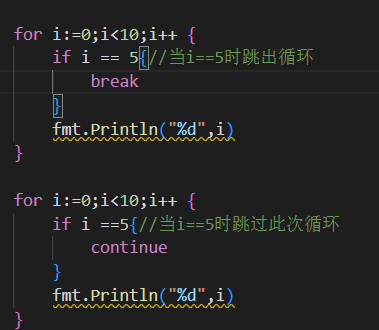 for i:=0;i<10;i++ {
if i == 5{//当i==5时跳出循环
break
}
fmt.Println("%d",i)
}
for i:=0;i<10;i++ {
if i ==5{//当i==5时跳过此次循环
continue
}
fmt.Println("%d",i)
}